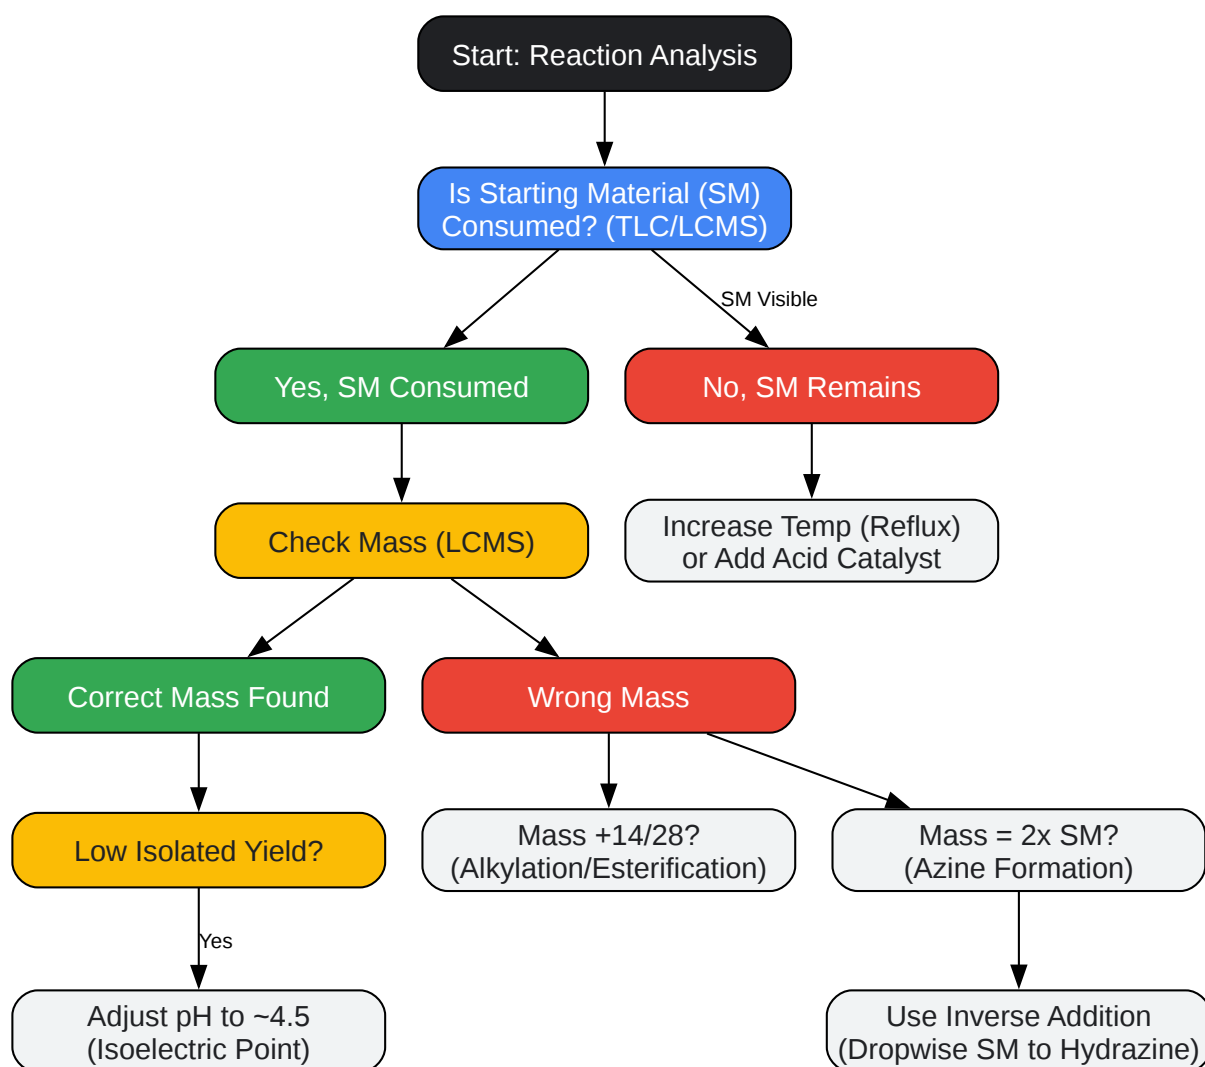 Start: Reaction Analysis
Is Starting Material (SM)
Consumed? (TLC/LCMS)
SM Visible
Yes, SM Consumed
No, SM Remains
Check Mass (LCMS)
Increase Temp (Reflux)
or Add Acid Catalyst
Correct Mass Found
Wrong Mass
Low Isolated Yield?
Mass +14/28?
(Alkylation/Esterification)
Mass = 2x SM?
(Azine Formation)
Yes
Adjust pH to ~4.5
(Isoelectric Point)
Use Inverse Addition
(Dropwise SM to Hydrazine)